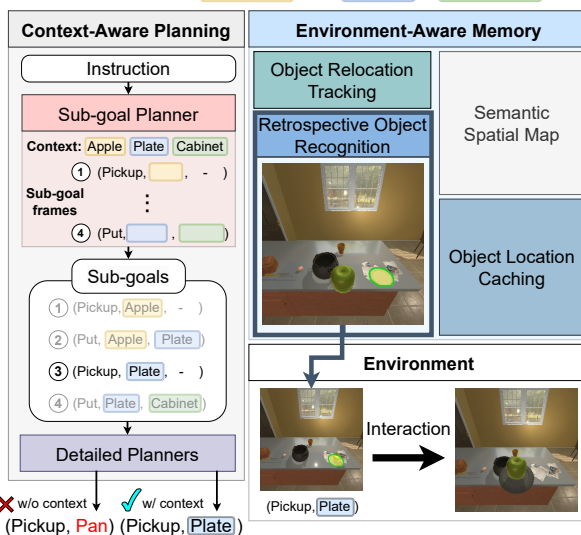 Context-Aware Planning
Instruction
Sub-goal Planner
Context: Apple Plate Cabinet
1 (Pickup, , - )
Sub-goal
frames
⋮
4 (Put, , )
Sub-goals
1 (Pickup, Apple, - )
2 (Put, Apple, Plate)
3 (Pickup, Plate, - )
4 (Put, Plate, Cabinet)
Detailed Planners
w/o context
w/ context
(Pickup, Pan) (Pickup, Plate)
Environment-Aware Memory
Object Relocation
Tracking
Retrospective Object
Recognition
Semantic
Spatial Map
Object Location
Caching
Environment
Interaction
(Pickup, Plate)